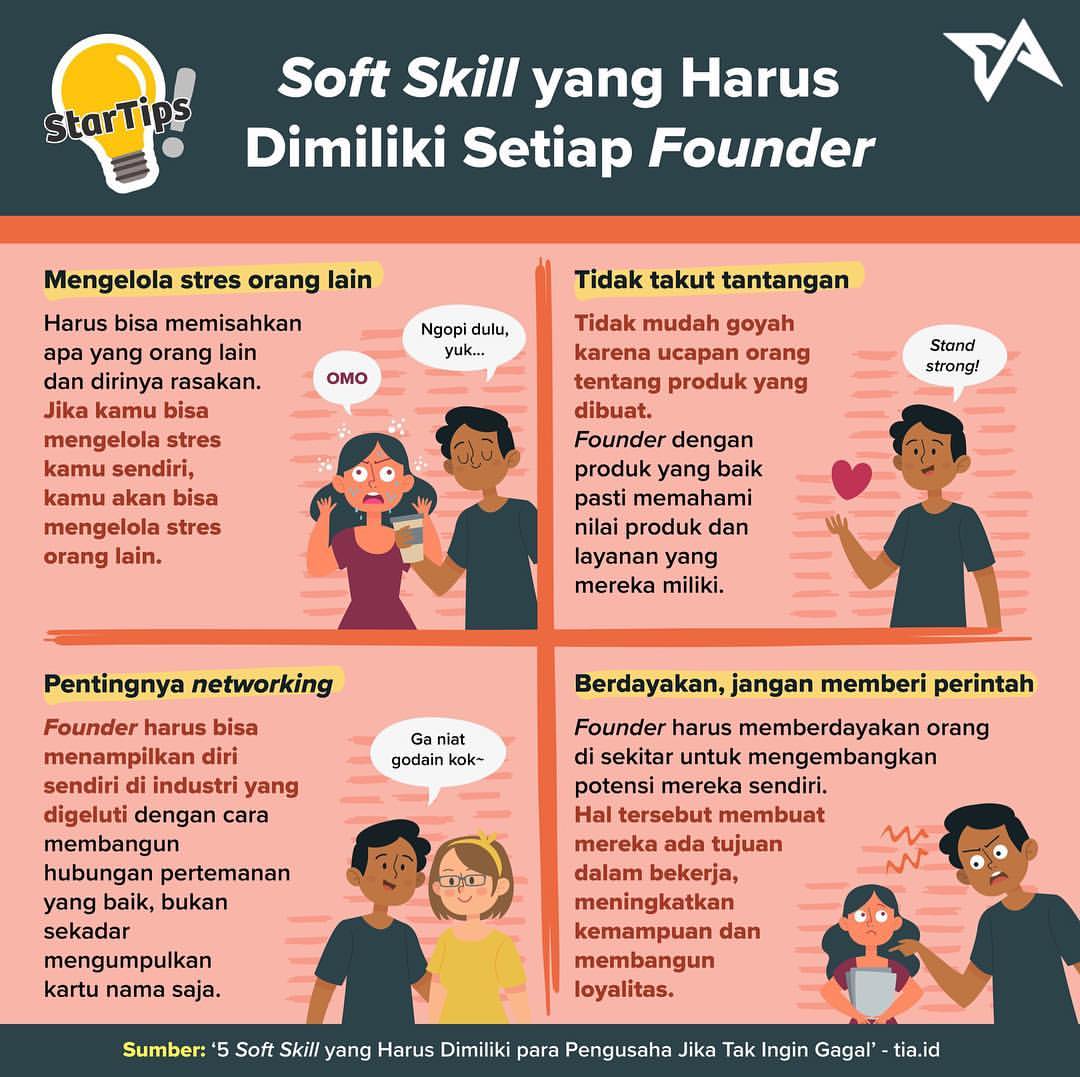 StarTips
Soft Skill yang Harus
Dimiliki Setiap Founder
Mengelola stres orang lain
Harus bisa memisahkan
apa yang orang lain
dan dirinya rasakan.
Jika kamu bisa
mengelola stres
kamu sendiri,
kamu akan bisa
mengelola stres
orang lain.
OMO
Ngopi dulu,
yuk...
Tidak takut tantangan
Tidak mudah goyah
karena ucapan orang
tentang produk yang
dibuat.
Founder dengan
produk yang baik
pasti memahami
nilai produk dan
layanan yang
mereka miliki.
Stand
strong!
Pentingnya networking
Founder harus bisa
menampilkan diri
sendiri di industri yang
digeluti dengan cara
membangun
hubungan pertemanan
yang baik, bukan
sekadar
mengumpulkan
kartu nama saja.
Ga niat
godain kok~
Berdayakan, jangan memberi perintah
Founder harus memberdayakan orang
di sekitar untuk mengembangkan
potensi mereka sendiri.
Hal tersebut membuat
mereka ada tujuan
dalam bekerja,
meningkatkan
kemampuan dan
membangun
loyalitas.
Sumber: ‘5 Soft Skill yang Harus Dimiliki para Pengusaha Jika Tak Ingin Gagal’ - tia.id